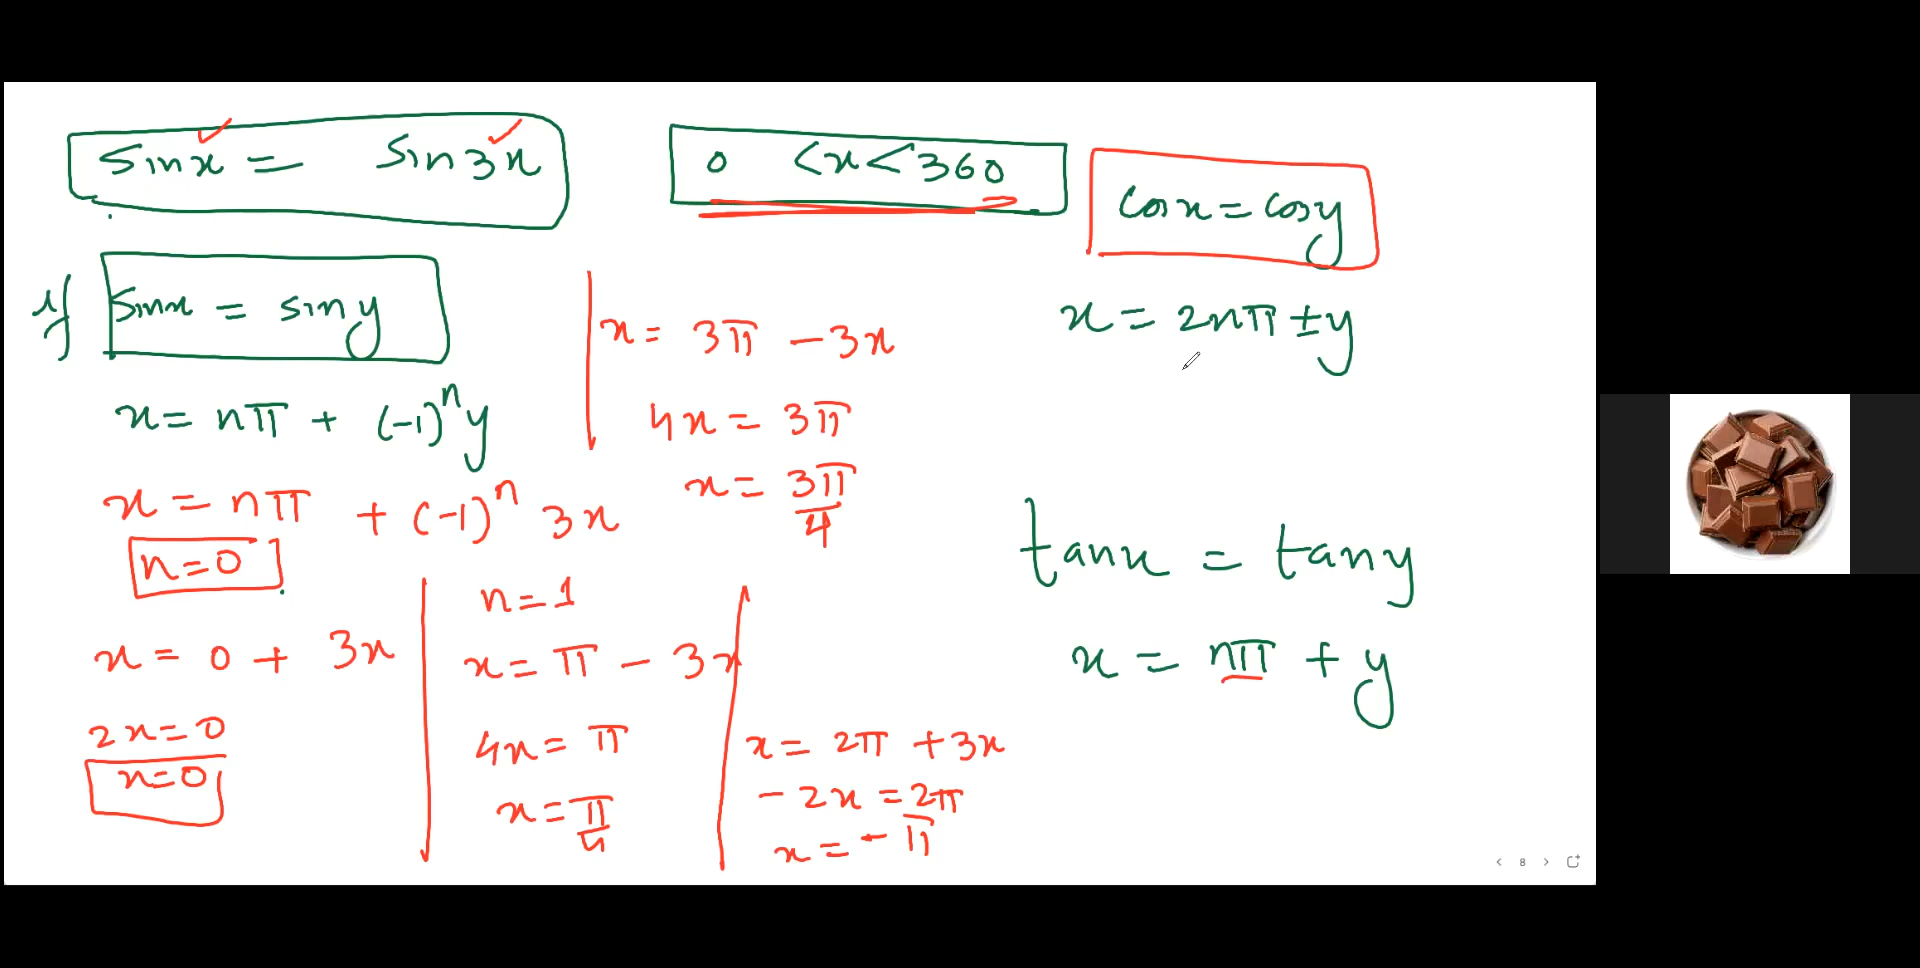 sinx = sin3x
0 < x < 360
cosx = cosy
if sinx = siny
x = 3π - 3x
x = 2nπ ± y
x = nπ + (-1)ⁿy
4x = 3π
x = nπ + (-1)ⁿ 3x
x = 3π/4
n = 0
tanx = tany
n = 1
x = 0 + 3x
x = π - 3x
x = nπ + y
2x = 0
4x = π
x = 2π + 3x
x = 0
x = π/4
-2x = 2π
x = -π
< 8 >